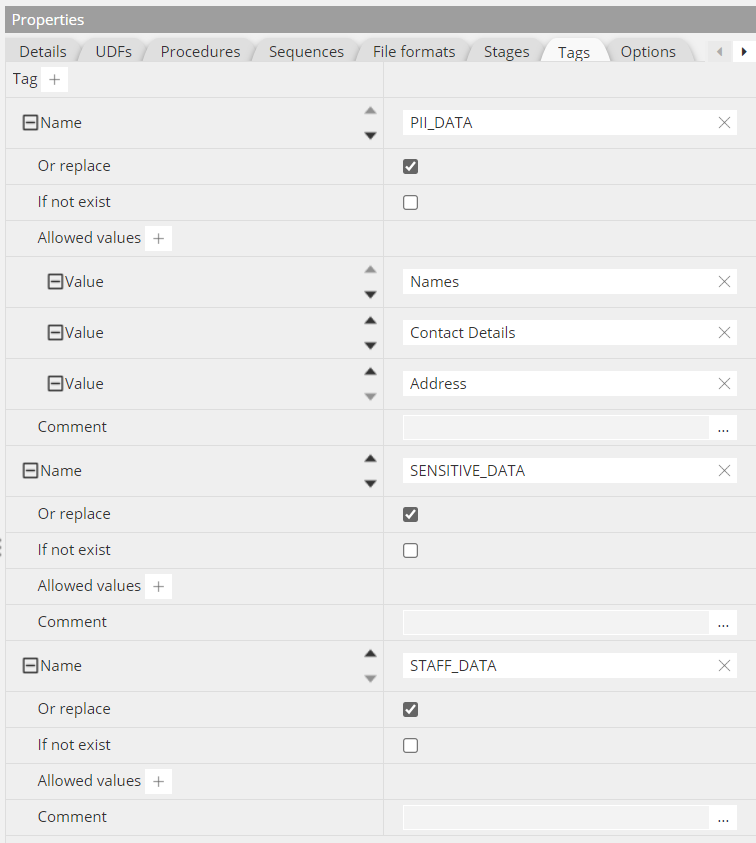 Properties
Details UDFs Procedures Sequences File formats Stages Tags Options
Tag +
Name PII_DATA
Or replace
If not exist
Allowed values +
Value Names
Value Contact Details
Value Address
Comment ...
Name SENSITIVE_DATA
Or replace
If not exist
Allowed values +
Comment ...
Name STAFF_DATA
Or replace
If not exist
Allowed values +
Comment ...